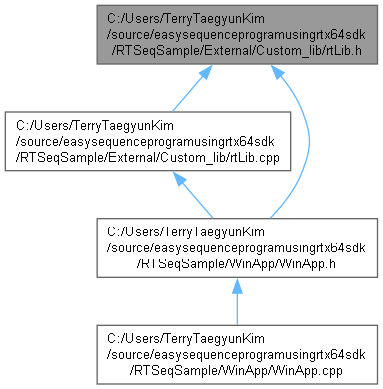 C:/Users/TerryTaegyunKim
/source/easysequenceprogramusingrtx64sdk
/RTSeqSample/External/Custom_lib/rtLib.h
C:/Users/TerryTaegyunKim
/source/easysequenceprogramusingrtx64sdk
/RTSeqSample/External/Custom_lib/rtLib.cpp
C:/Users/TerryTaegyunKim
/source/easysequenceprogramusingrtx64sdk
/RTSeqSample/WinApp/WinApp.h
C:/Users/TerryTaegyunKim
/source/easysequenceprogramusingrtx64sdk
/RTSeqSample/WinApp/WinApp.cpp